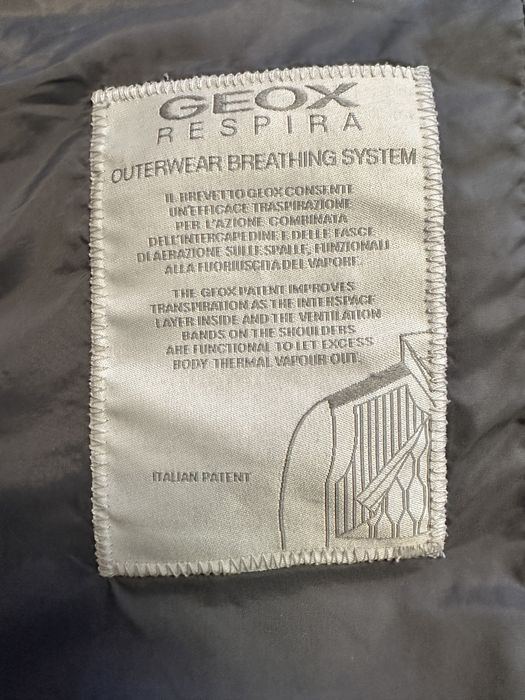 GEOX
RESPIRA
OUTERWEAR BREATHING SYSTEM
IL BREVETTO GEOX CONSENTE
UN'EFFICACE TRASPIRAZIONE
PER L'AZIONE COMBINATA
DELL'INTERCAPEDINE E DELLE FASCE
DI AERAZIONE SULLE SPALLE, FUNZIONALI
ALLA FUORIUSCITA DEL VAPORE.
THE GEOX PATENT IMPROVES
TRANSPIRATION AS THE INTERSPACE
LAYER INSIDE AND THE VENTILATION
BANDS ON THE SHOULDERS
ARE FUNCTIONAL TO LET EXCESS
BODY THERMAL VAPOUR OUT.
ITALIAN PATENT